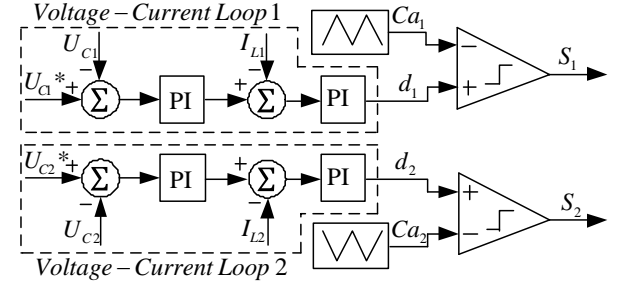 Voltage – Current Loop 1
U_C1
I_L1
Ca_1
S_1
U_C1*
+
−
Σ
PI
+
−
Σ
PI
d_1
−
+
U_C2*
+
−
Σ
PI
+
−
Σ
PI
d_2
+
−
S_2
U_C2
I_L2
Ca_2
Voltage – Current Loop 2